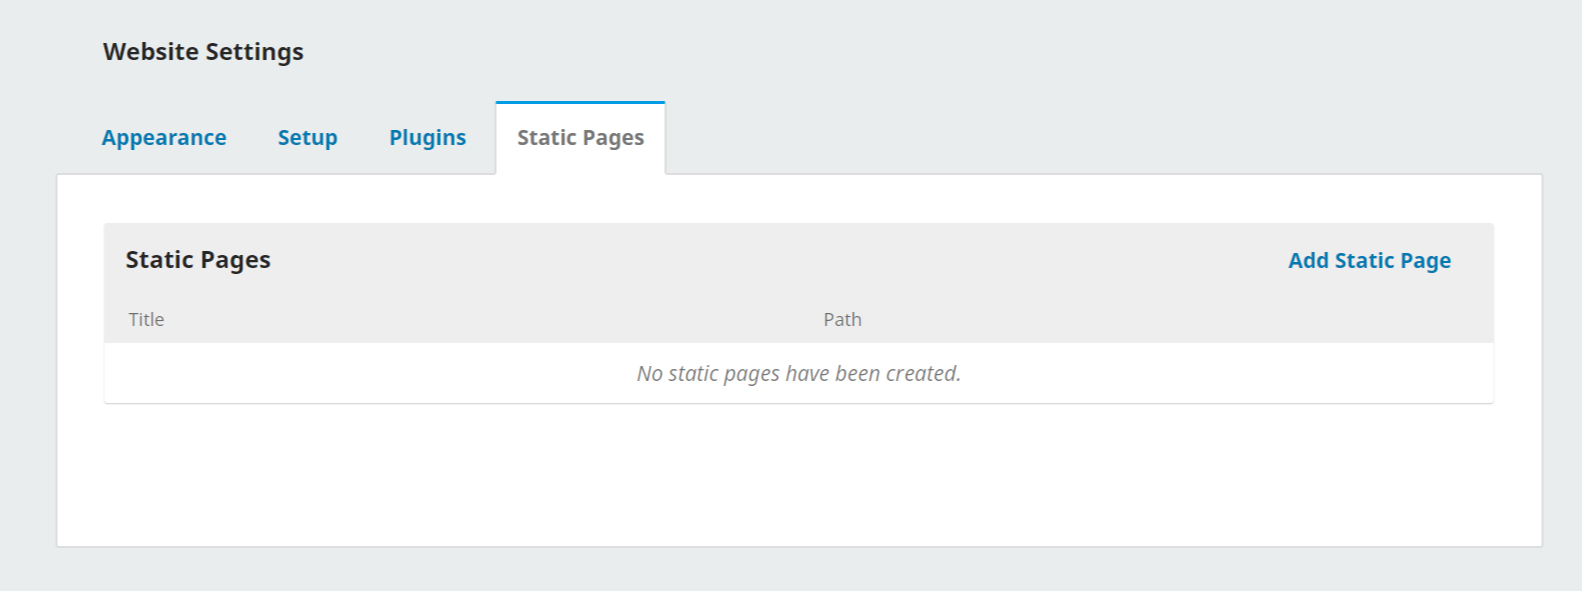 Website Settings
Appearance Setup Plugins Static Pages
Static Pages Add Static Page
Title Path
No static pages have been created.